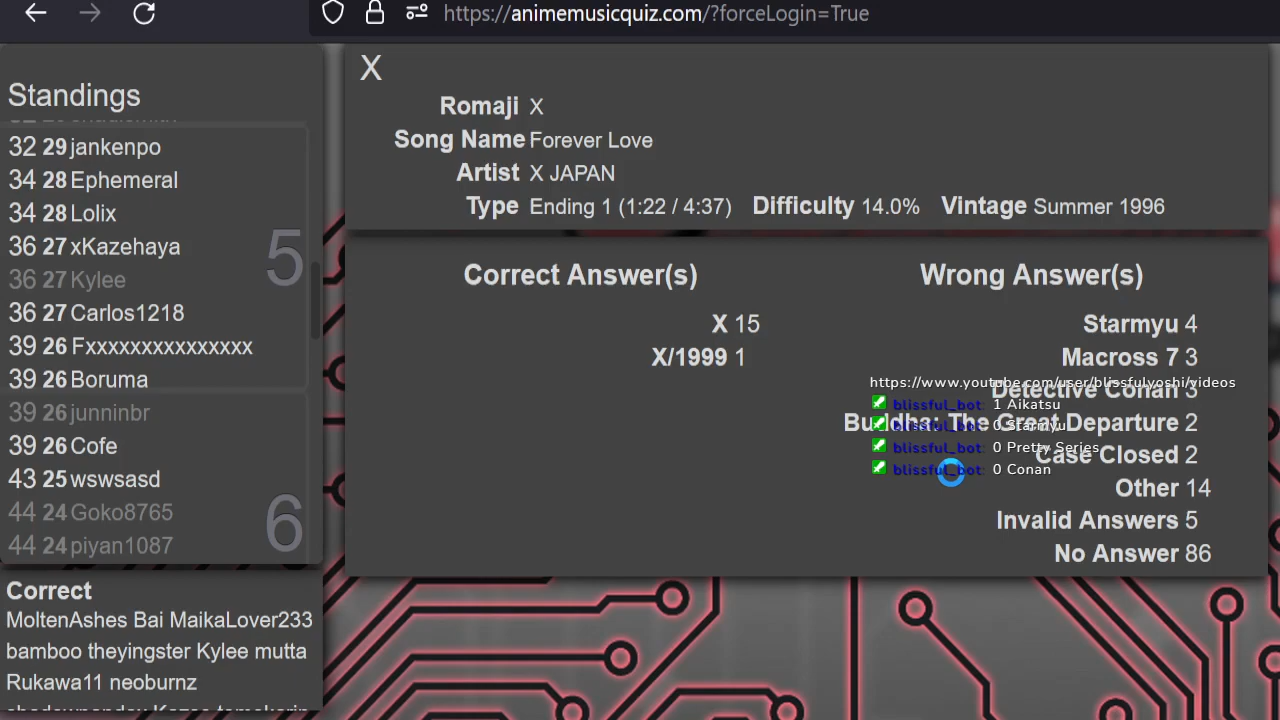 https://animemusicquiz.com/?forceLogin=True
Standings
32 29 jankenpo
34 28 Ephemeral
34 28 Lolix
36 27 xKazehaya
36 27 Kylee
5
36 27 Carlos1218
39 26 Fxxxxxxxxxxxxxxx
39 26 Boruma
39 26 junninbr
39 26 Cofe
43 25 wswsasd
44 24 Goko8765
44 24 piyan1087
6
Correct
MoltenAshes Bai MaikaLover233
bamboo theyingster Kylee mutta
Rukawa11 neoburnz
X
Romaji X
Song Name Forever Love
Artist X JAPAN
Type Ending 1 (1:22 / 4:37) Difficulty 14.0% Vintage Summer 1996
Correct Answer(s)
X 15
X/1999 1
Wrong Answer(s)
Starmyu 4
Macross 7 3
Detective Conan 3
Buddha: The Great Departure 2
Case Closed 2
Other 14
Invalid Answers 5
No Answer 86
https://www.youtube.com/user/blissfulyoshi/videos
blissful_bot: 1 Aikatsu
blissful_bot: 0 Starmyu
blissful_bot: 0 Pretty Series
blissful_bot: 0 Conan